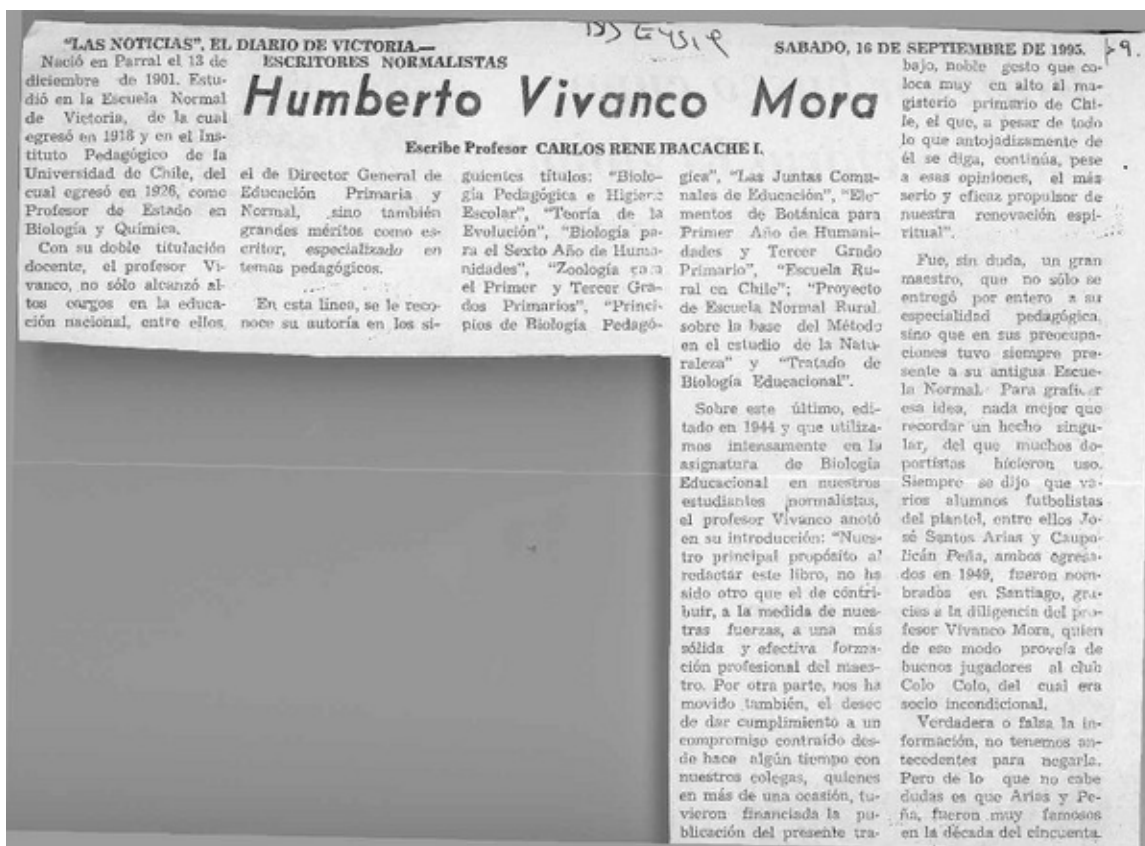 "LAS NOTICIAS", EL DIARIO DE VICTORIA.—
SABADO, 16 DE SEPTIEMBRE DE 1995.
ESCRITORES NORMALISTAS
Humberto Vivanco Mora
Escribe Profesor CARLOS RENE IBACACHE I.
Nació en Parral el 13 de
diciembre de 1901. Estu-
dió en la Escuela Normal
de Victoria, de la cual
egresó en 1918 y en el Ins-
tituto Pedagógico de la
Universidad de Chile, del
cual egresó en 1926, como
Profesor de Estado en
Biología y Química.
Con su doble titulación
docente, el profesor Vi-
vanco, no sólo alcanzó al-
tos cargos en la educa-
ción nacional, entre ellos
el de Director General de
Educación Primaria y
Normal, sino también
grandes méritos como es-
critor, especializado en
temas pedagógicos.
En esta línea, se le reco-
noce su autoría en los si-
guientes títulos: "Biolo-
gía Pedagógica e Higiene
Escolar", "Teoría de la
Evolución", "Biología pa-
ra el Sexto Año de Huma-
nidades", "Zoología para
el Primer y Tercer Gra-
dos Primarios", "Princi-
pios de Biología Pedagó-
gica", "Las Juntas Comu-
nales de Educación", "Ele-
mentos de Botánica para
Primer Año de Humani-
dades y Tercer Grado
Primario", "Escuela Ru-
ral en Chile"; "Proyecto
de Escuela Normal Rural
sobre la base del Método
en el estudio de la Natu-
raleza" y "Tratado de
Biología Educacional".
Sobre este último, edi-
tado en 1944 y que utiliza-
mos intensamente en la
asignatura de Biología
Educacional en nuestros
estudiantes normalistas,
el profesor Vivanco anotó
en su introducción: "Nues-
tro principal propósito al
redactar este libro, no ha
sido otro que el de contri-
buir, a la medida de nues-
tras fuerzas, a una más
sólida y efectiva forma-
ción profesional del maes-
tro. Por otra parte, nos ha
movido también, el deseo
de dar cumplimiento a un
compromiso contraído des-
de hace algún tiempo con
nuestros colegas, quienes
en más de una ocasión, tu-
vieron financiada la pu-
blicación del presente tra-
bajo, noble gesto que co-
loca muy en alto al ma-
gisterio primario de Chi-
le, el que, a pesar de todo
lo que antojadizamente de
él se diga, continúa, pese
a esas opiniones, el más
serio y eficaz propulsor de
nuestra renovación espi-
ritual".
Fue, sin duda, un gran
maestro, que no sólo se
entregó por entero a su
especialidad pedagógica,
sino que en sus preocupa-
ciones tuvo siempre pre-
sente a su antigua Escue-
la Normal. Para graficar
esa idea, nada mejor que
recordar un hecho singu-
lar, del que muchos de-
portistas hicieron uso.
Siempre se dijo que va-
rios alumnos futbolistas
del plantel, entre ellos Jo-
sé Santos Arias y Caupo-
licán Peña, ambos egresa-
dos en 1949, fueron nom-
brados en Santiago, gra-
cias a la diligencia del pro-
fesor Vivanco Mora, quien
de ese modo proveía de
buenos jugadores al club
Colo Colo, del cual era
socio incondicional.
Verdadera o falsa la in-
formación, no tenemos an-
tecedentes para negarla.
Pero de lo que no cabe
dudas es que Arias y Pe-
ña, fueron muy famosos
en la década del cincuenta.